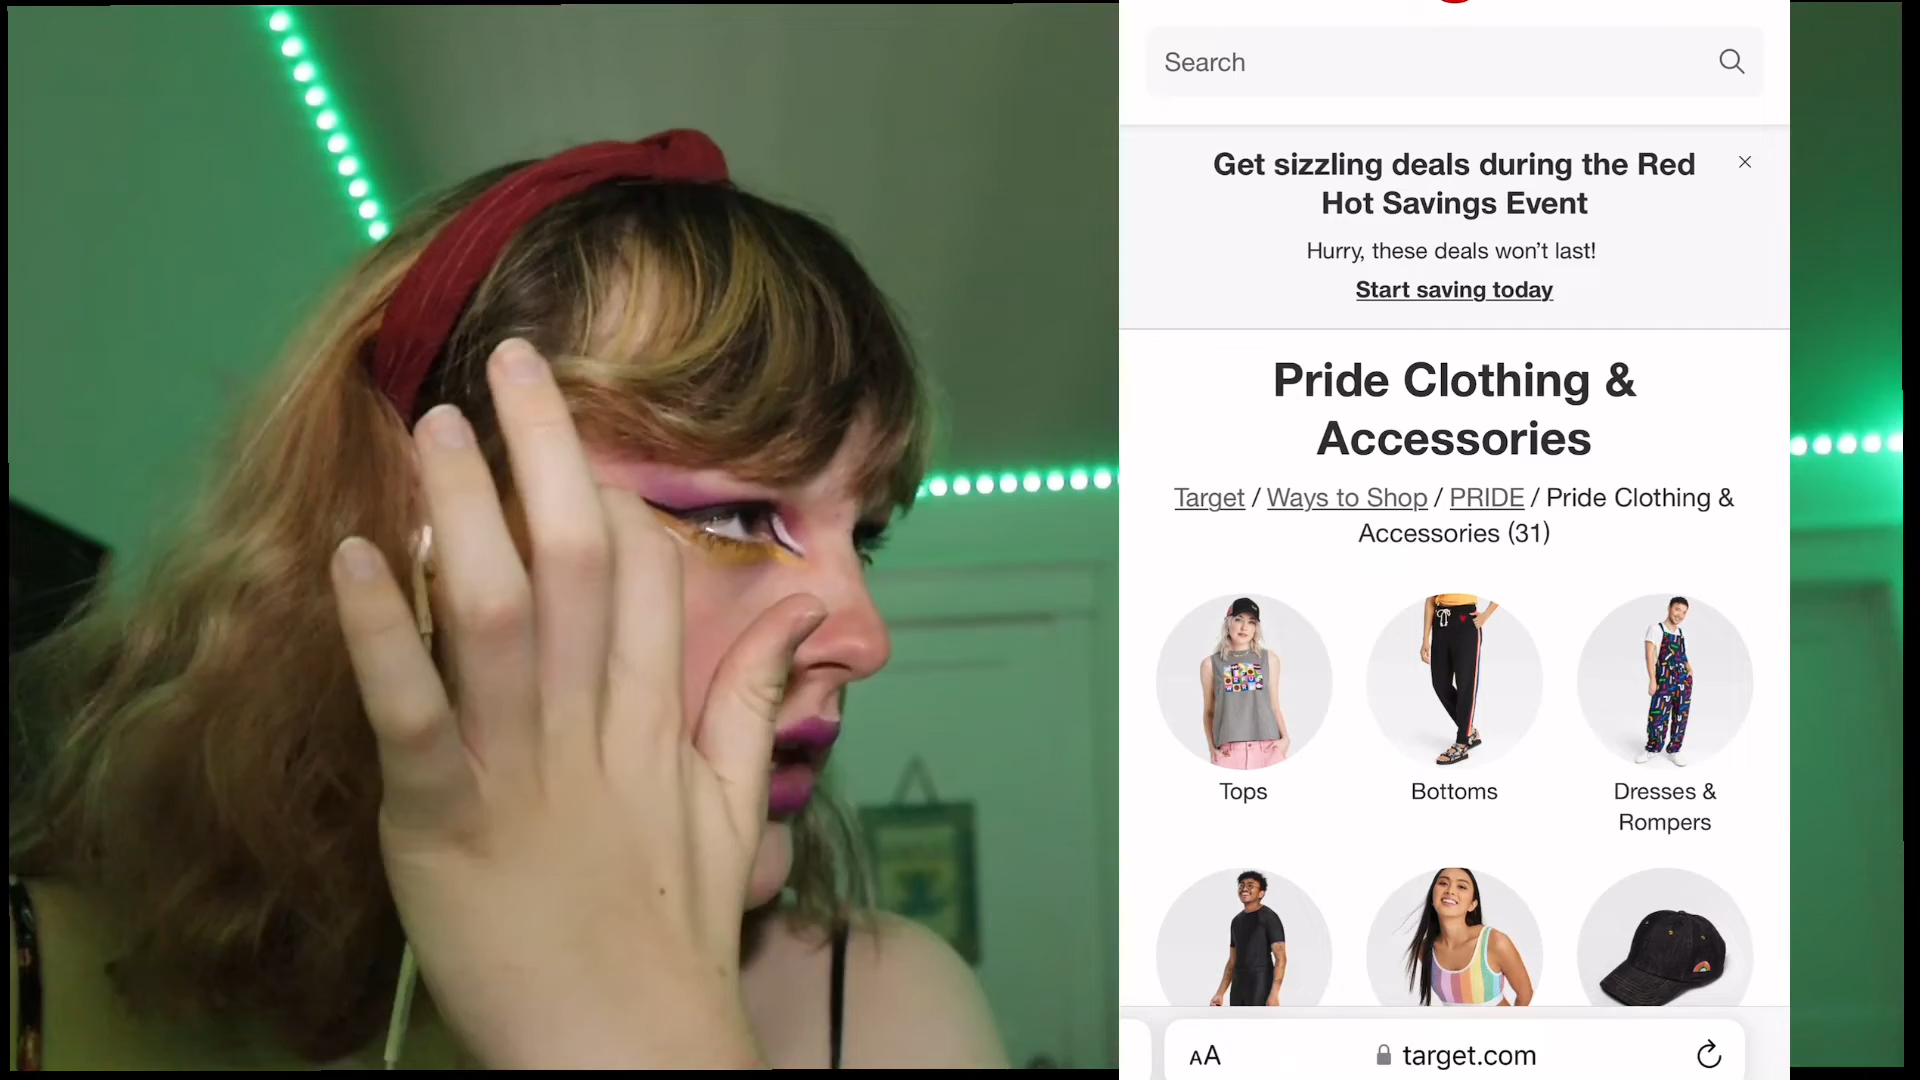 Search
Get sizzling deals during the Red
Hot Savings Event
Hurry, these deals won’t last!
Start saving today
Pride Clothing &
Accessories
Target / Ways to Shop / PRIDE / Pride Clothing &
Accessories (31)
Tops
Bottoms
Dresses &
Rompers
AA
target.com